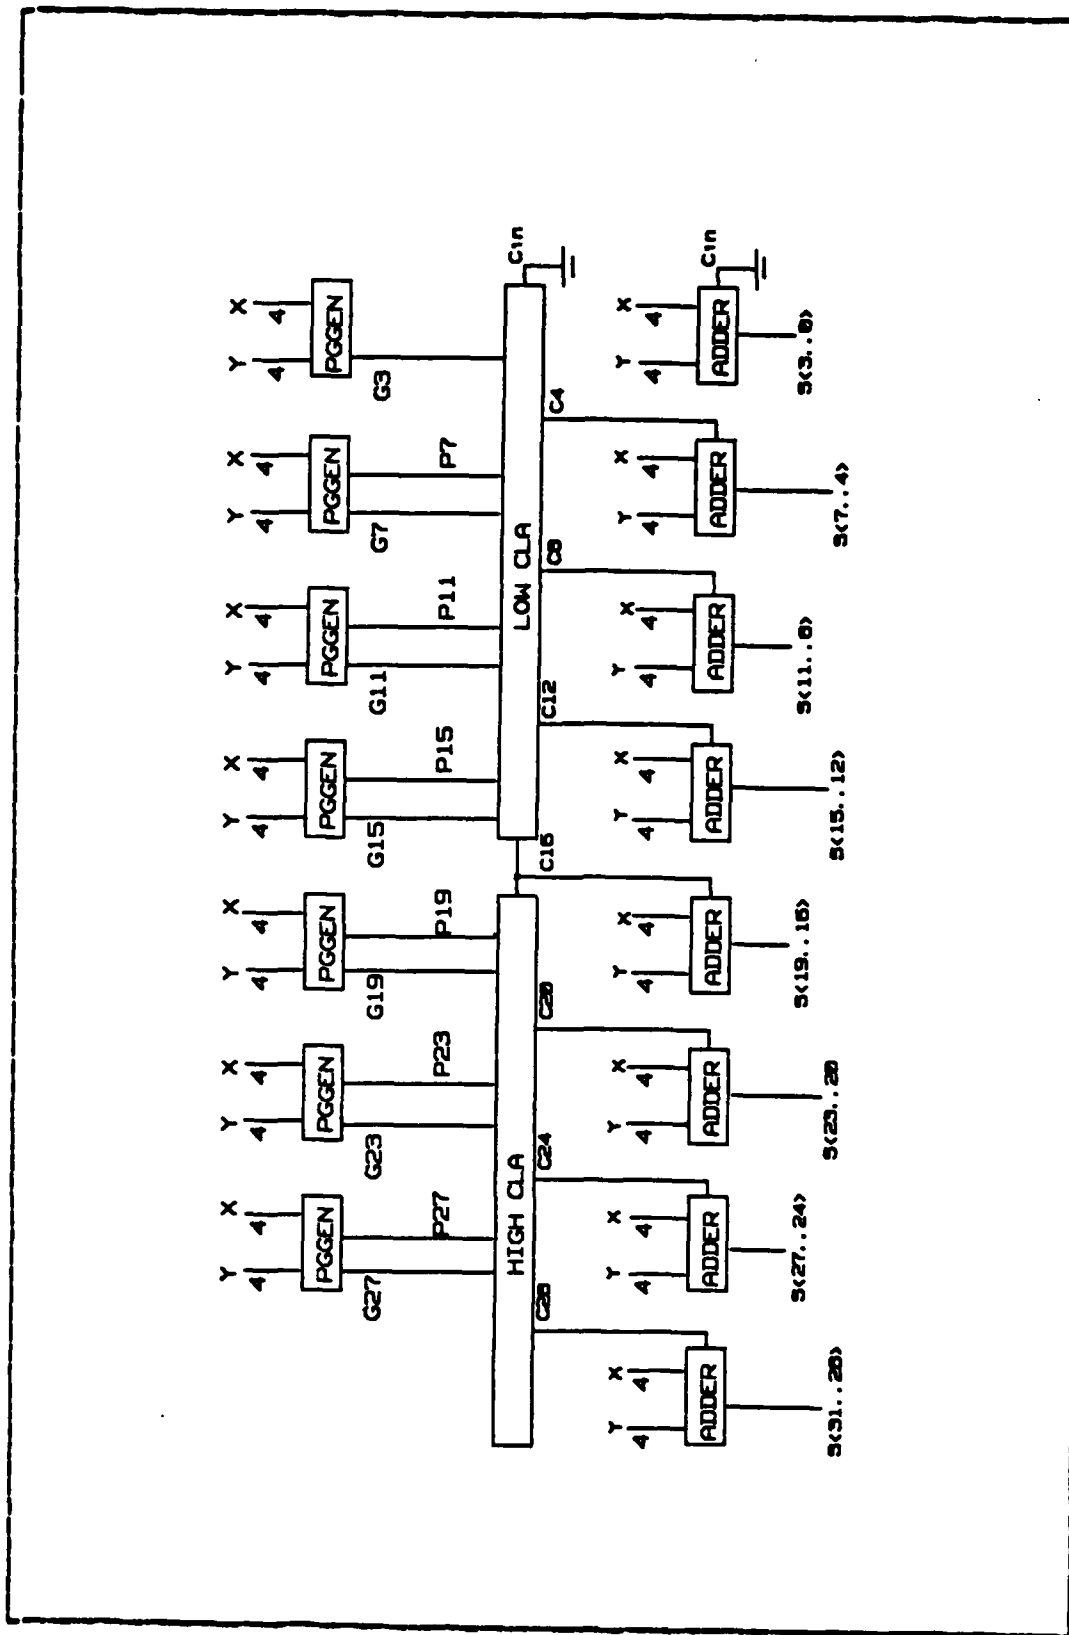 Y X Y X Y X Y X Y X Y X Y X
4 4 4 4 4 4 4 4 4 4 4 4 4 4
PGGEN PGGEN PGGEN PGGEN PGGEN PGGEN PGGEN
G27 G23 G19 G15 G11 G7 G3
P27 P23 P19 P15 P11 P7
HIGH CLA LOW CLA Cin
C28 C24 C20 C16 C12 C8 C4
Y X Y X Y X Y X Y X Y X Y X Y X
4 4 4 4 4 4 4 4 4 4 4 4 4 4 4 4
ADDER ADDER ADDER ADDER ADDER ADDER ADDER ADDER Cin
S<31..28> S<27..24> S<23..20 S<19..16> S<15..12> S<11..8> S<7..4> S<3..0>